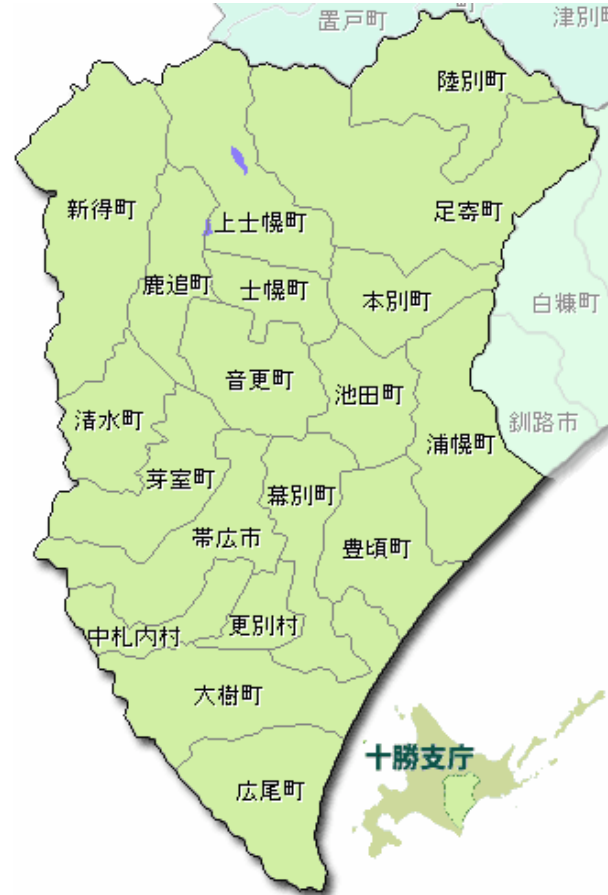 置戸町
町
津別町
陸別町
新得町
上士幌町
足寄町
鹿追町
士幌町
本別町
白糠町
音更町
池田町
清水町
浦幌町
釧路市
芽室町
幕別町
帯広市
豊頃町
中札内村
更別村
大樹町
十勝支庁
広尾町